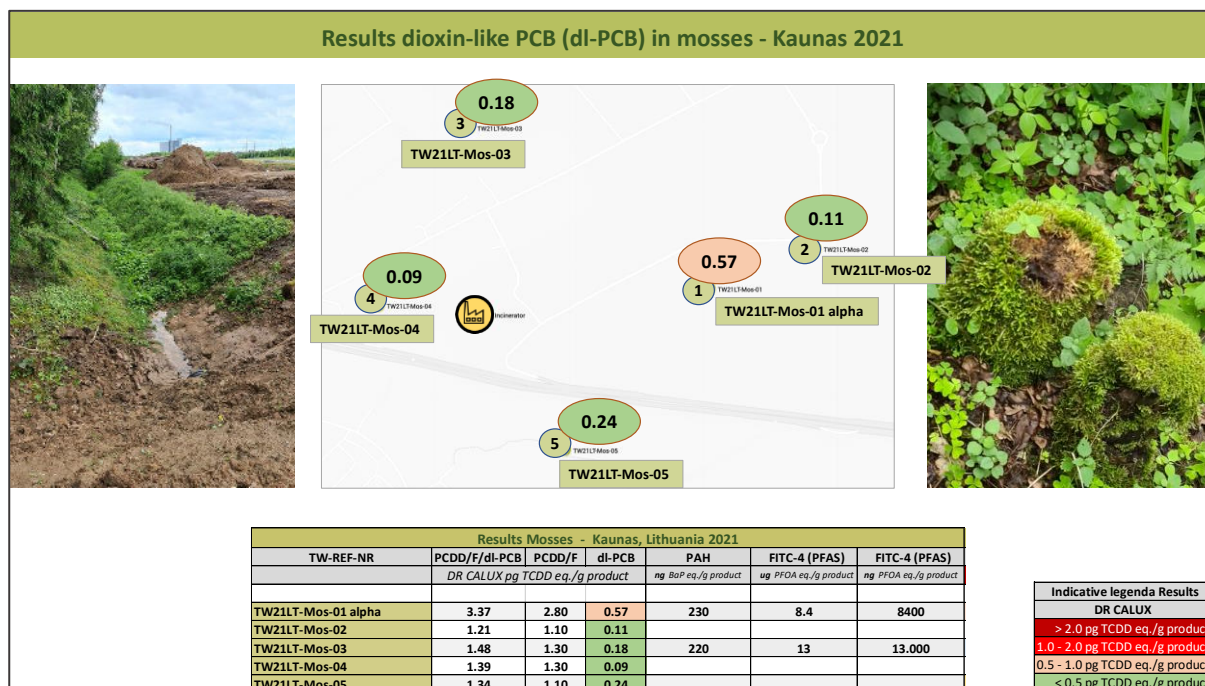 Results dioxin-like PCB (dl-PCB) in mosses - Kaunas 2021
0.18
3
TW21LT-Mos-03
TW21LT-Mos-03
0.11
2
TW21LT-Mos-02
TW21LT-Mos-02
0.57
1
TW21LT-Mos-01
TW21LT-Mos-01 alpha
0.09
4
TW21LT-Mos-04
TW21LT-Mos-04
Incinerator
0.24
5
TW21LT-Mos-05
TW21LT-Mos-05
Results Mosses - Kaunas, Lithuania 2021
TW-REF-NR PCDD/F/dl-PCB PCDD/F dl-PCB PAH FITC-4 (PFAS) FITC-4 (PFAS)
DR CALUX pg TCDD eq./g product ng BaP eq./g product ug PFOA eq./g product ng PFOA eq./g product
TW21LT-Mos-01 alpha 3.37 2.80 0.57 230 8.4 8400
TW21LT-Mos-02 1.21 1.10 0.11
TW21LT-Mos-03 1.48 1.30 0.18 220 13 13.000
TW21LT-Mos-04 1.39 1.30 0.09
TW21LT-Mos-05 1.34 1.10 0.24
Indicative legenda Results
DR CALUX
> 2.0 pg TCDD eq./g produc
1.0 - 2.0 pg TCDD eq./g produc
0.5 - 1.0 pg TCDD eq./g produc
< 0.5 pg TCDD eq./g produc